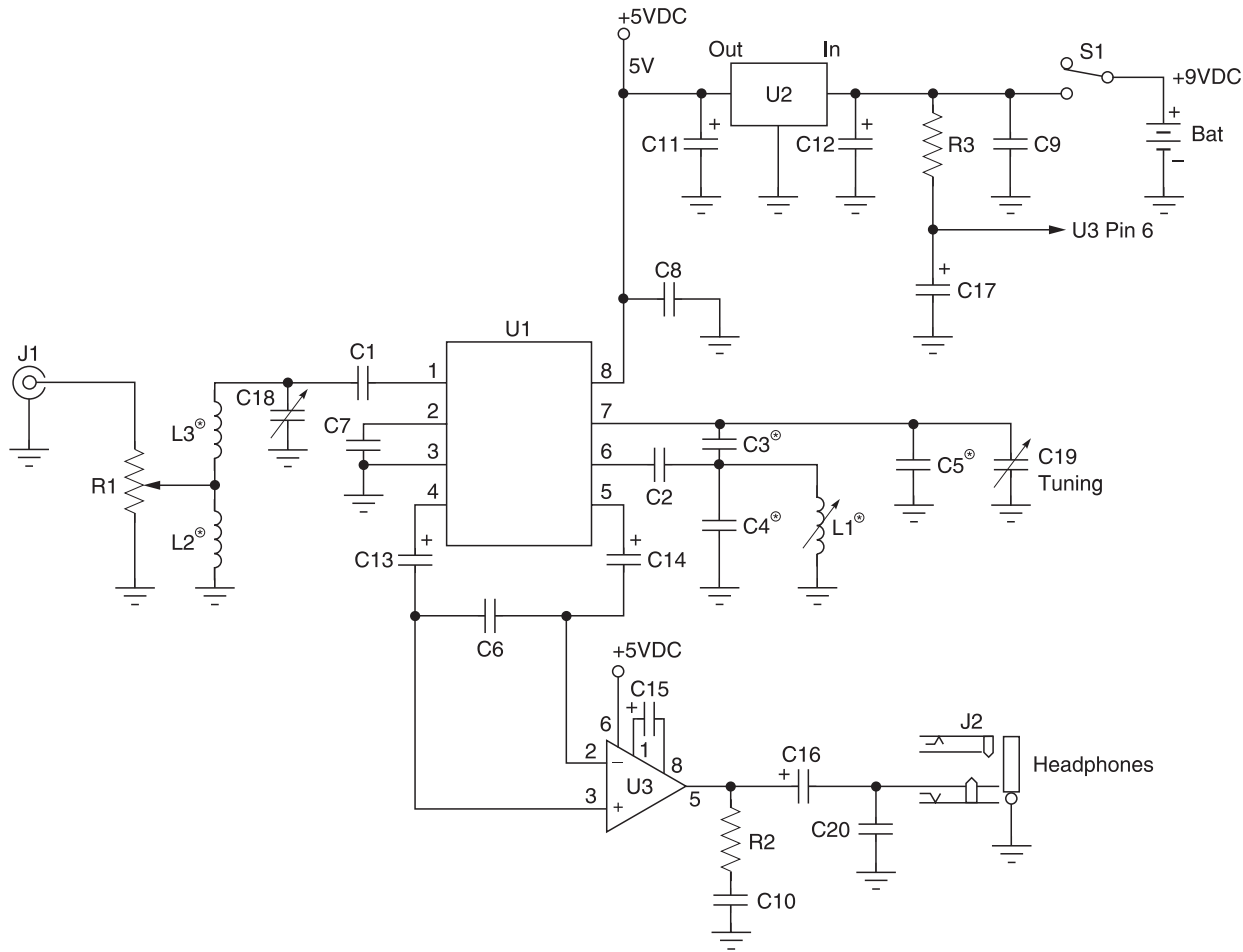 +5VDC
5V
Out
In
U2
S1
+9VDC
+
Bat
−
+
C11
+
C12
R3
C9
U3 Pin 6
+
C17
C8
U1
J1
C1
1
8
C18
2
7
L3⊛
C7
C3⊛
3
6
C5⊛
C19
Tuning
R1
C2
4
5
L2⊛
C4⊛
L1⊛
+
C13
+
C14
C6
+5VDC
C15
+
6
1
2
−
8
U3
3
+
5
C16
+
J2
Headphones
R2
C20
C10